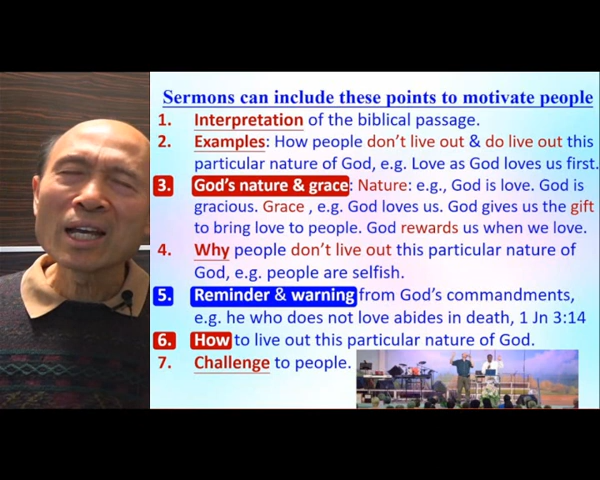 Sermons can include these points to motivate people
1. Interpretation of the biblical passage.
2. Examples: How people don't live out & do live out this
particular nature of God, e.g. Love as God loves us first.
3. God's nature & grace: Nature: e.g., God is love. God is
gracious. Grace , e.g. God loves us. God gives us the gift
to bring love to people. God rewards us when we love.
4. Why people don't live out this particular nature of
God, e.g. people are selfish.
5. Reminder & warning from God's commandments,
e.g. he who does not love abides in death, 1 Jn 3:14
6. How to live out this particular nature of God.
7. Challenge to people.